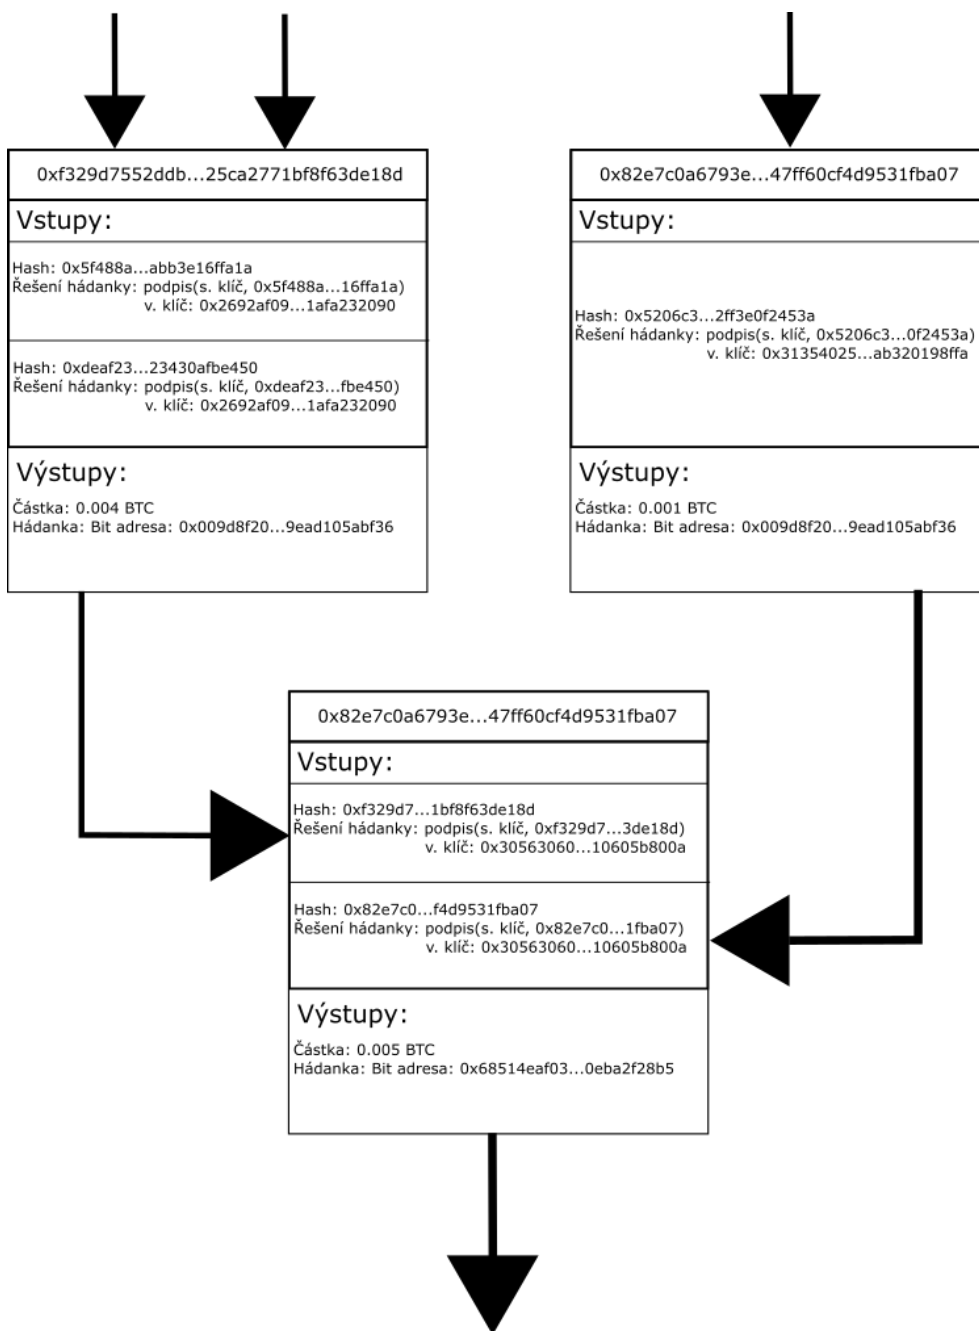 0xf329d7552ddb...25ca2771bf8f63de18d
Vstupy:
Hash: 0x5f488a...abb3e16ffa1a
Řešení hádanky: podpis(s. klíč, 0x5f488a...16ffa1a)
v. klíč: 0x2692af09...1afa232090
Hash: 0xdeaf23...23430afbe450
Řešení hádanky: podpis(s. klíč, 0xdeaf23...fbe450)
v. klíč: 0x2692af09...1afa232090
Výstupy:
Částka: 0.004 BTC
Hádanka: Bit adresa: 0x009d8f20...9ead105abf36
0x82e7c0a6793e...47ff60cf4d9531fba07
Vstupy:
Hash: 0x5206c3...2ff3e0f2453a
Řešení hádanky: podpis(s. klíč, 0x5206c3...0f2453a)
v. klíč: 0x31354025...ab320198ffa
Výstupy:
Částka: 0.001 BTC
Hádanka: Bit adresa: 0x009d8f20...9ead105abf36
0x82e7c0a6793e...47ff60cf4d9531fba07
Vstupy:
Hash: 0xf329d7...1bf8f63de18d
Řešení hádanky: podpis(s. klíč, 0xf329d7...3de18d)
v. klíč: 0x30563060...10605b800a
Hash: 0x82e7c0...f4d9531fba07
Řešení hádanky: podpis(s. klíč, 0x82e7c0...1fba07)
v. klíč: 0x30563060...10605b800a
Výstupy:
Částka: 0.005 BTC
Hádanka: Bit adresa: 0x68514eaf03...0eba2f28b5